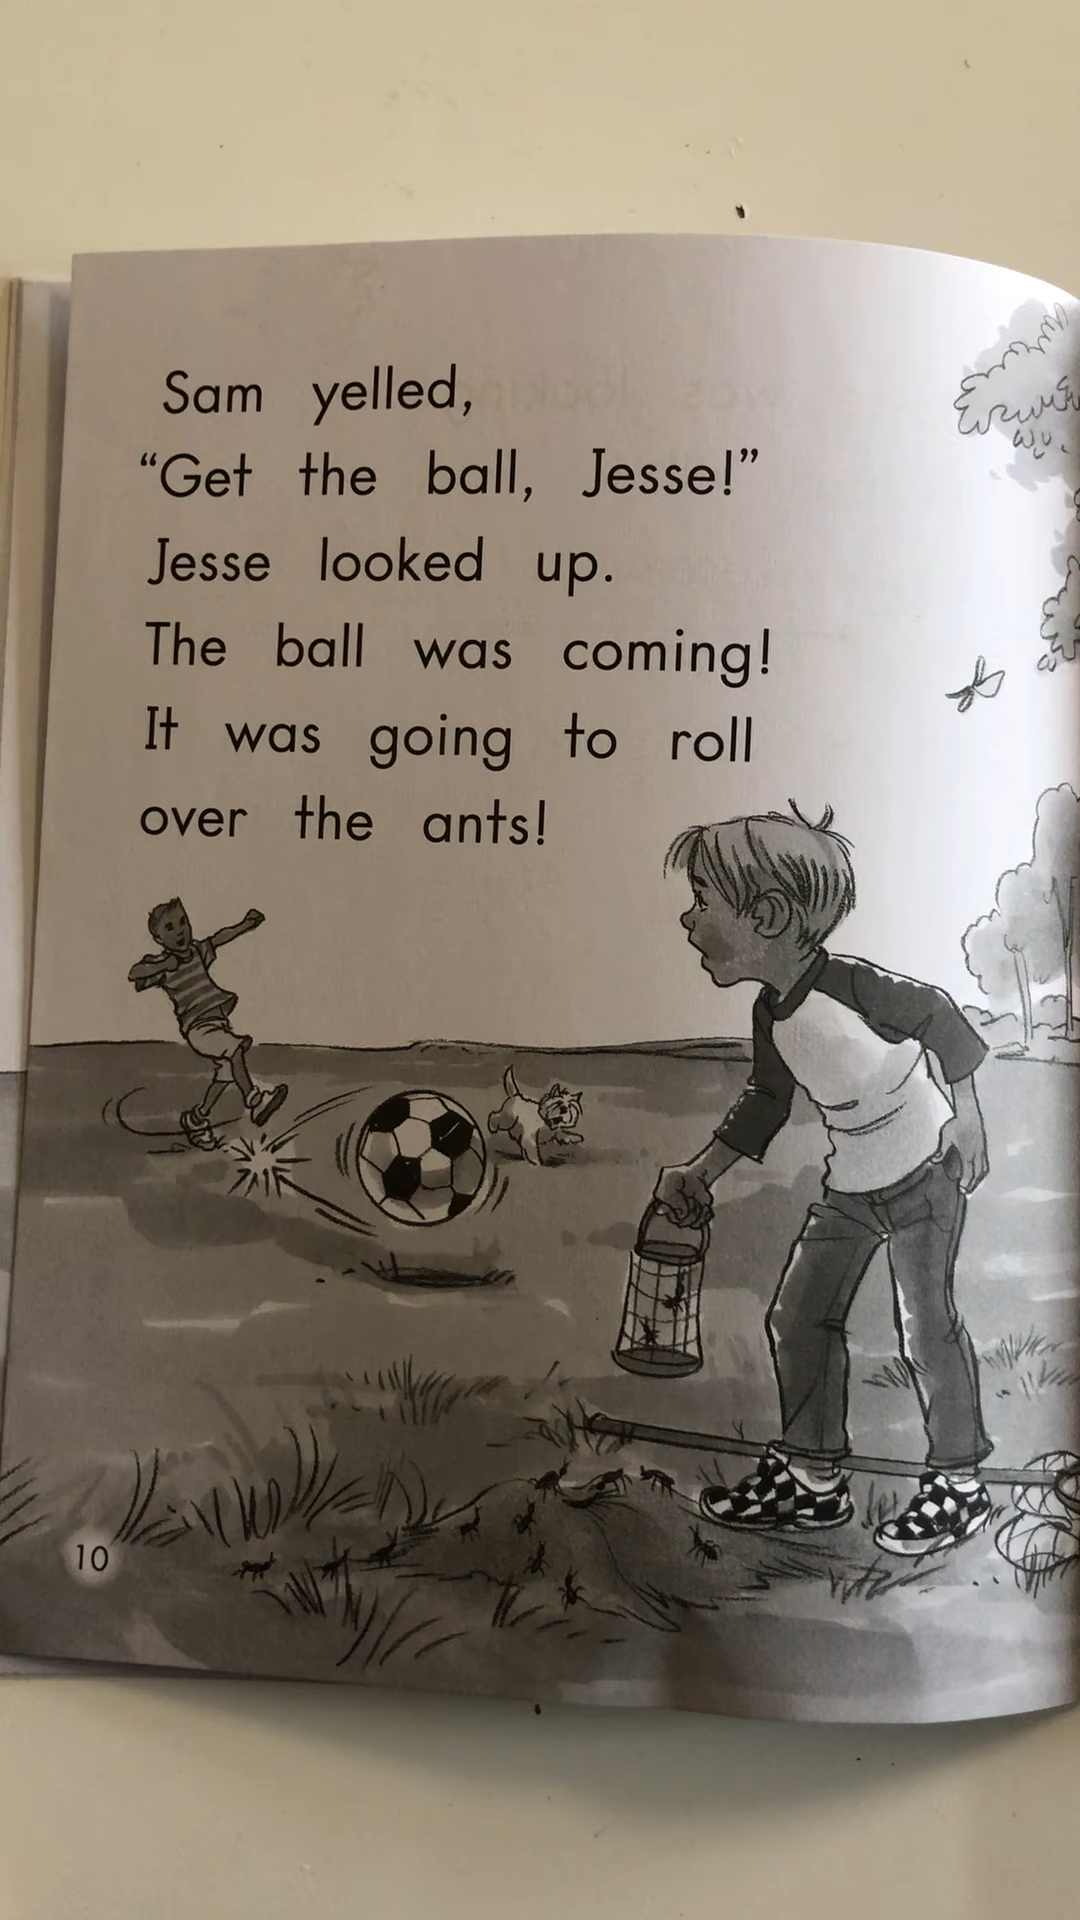 Sam yelled,
“Get the ball, Jesse!”
Jesse looked up.
The ball was coming!
It was going to roll
over the ants!
10